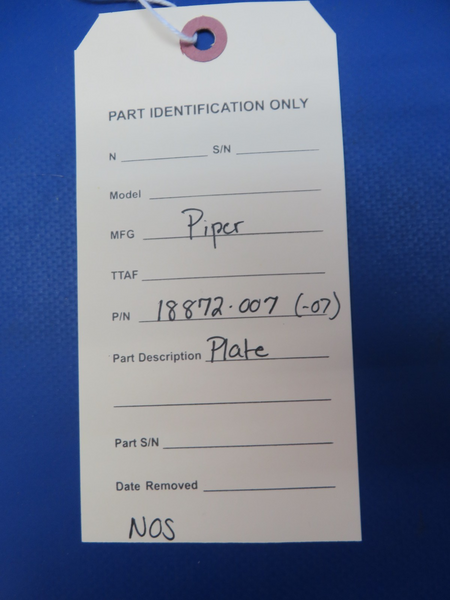 PART IDENTIFICATION ONLY
N S/N
Model
MFG Piper
TTAF
P/N 18872-007 (-07)
Part Description Plate
Part S/N
Date Removed
NOS